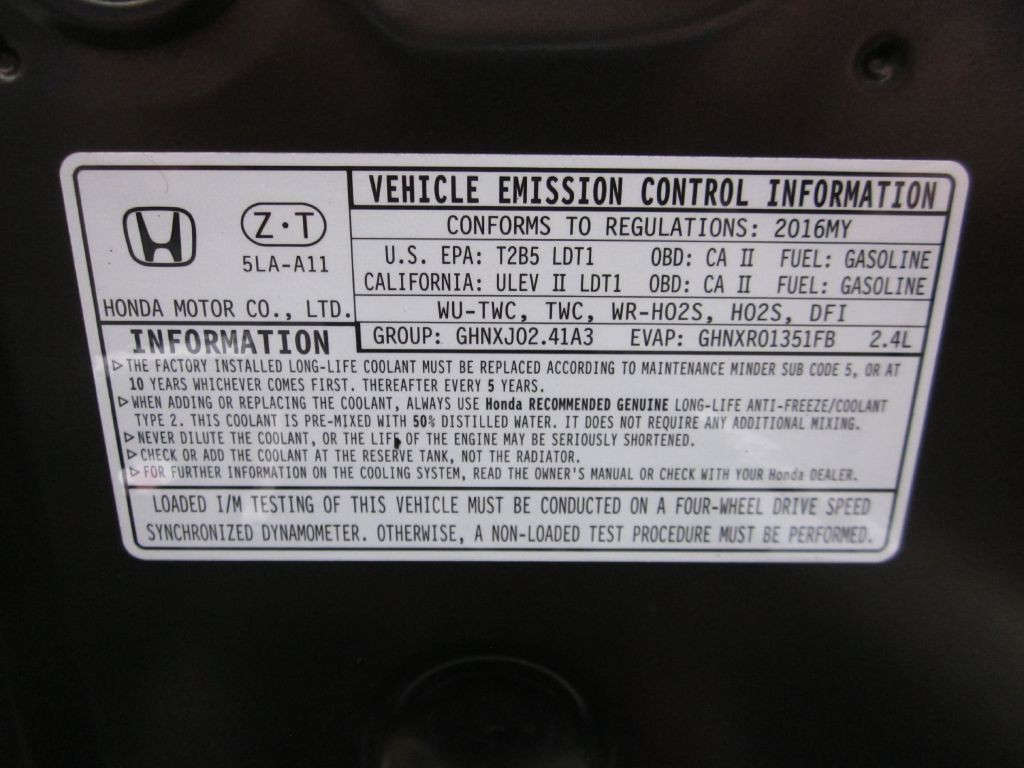 VEHICLE EMISSION CONTROL INFORMATION
Z·T
5LA-A11
HONDA MOTOR CO., LTD.
CONFORMS TO REGULATIONS: 2016MY
U.S. EPA: T2B5 LDT1 OBD: CA II FUEL: GASOLINE
CALIFORNIA: ULEV II LDT1 OBD: CA II FUEL: GASOLINE
WU-TWC, TWC, WR-HO2S, HO2S, DFI
GROUP: GHNXJ02.41A3 EVAP: GHNXR01351FB 2.4L
INFORMATION
▷THE FACTORY INSTALLED LONG-LIFE COOLANT MUST BE REPLACED ACCORDING TO MAINTENANCE MINDER SUB CODE 5, OR AT
10 YEARS WHICHEVER COMES FIRST. THEREAFTER EVERY 5 YEARS.
▷WHEN ADDING OR REPLACING THE COOLANT, ALWAYS USE Honda RECOMMENDED GENUINE LONG-LIFE ANTI-FREEZE/COOLANT
TYPE 2. THIS COOLANT IS PRE-MIXED WITH 50% DISTILLED WATER. IT DOES NOT REQUIRE ANY ADDITIONAL MIXING.
▷NEVER DILUTE THE COOLANT, OR THE LIFE OF THE ENGINE MAY BE SERIOUSLY SHORTENED.
▷CHECK OR ADD THE COOLANT AT THE RESERVE TANK, NOT THE RADIATOR.
▷FOR FURTHER INFORMATION ON THE COOLING SYSTEM, READ THE OWNER'S MANUAL OR CHECK WITH YOUR Honda DEALER.
LOADED I/M TESTING OF THIS VEHICLE MUST BE CONDUCTED ON A FOUR-WHEEL DRIVE SPEED
SYNCHRONIZED DYNAMOMETER. OTHERWISE, A NON-LOADED TEST PROCEDURE MUST BE PERFORMED.